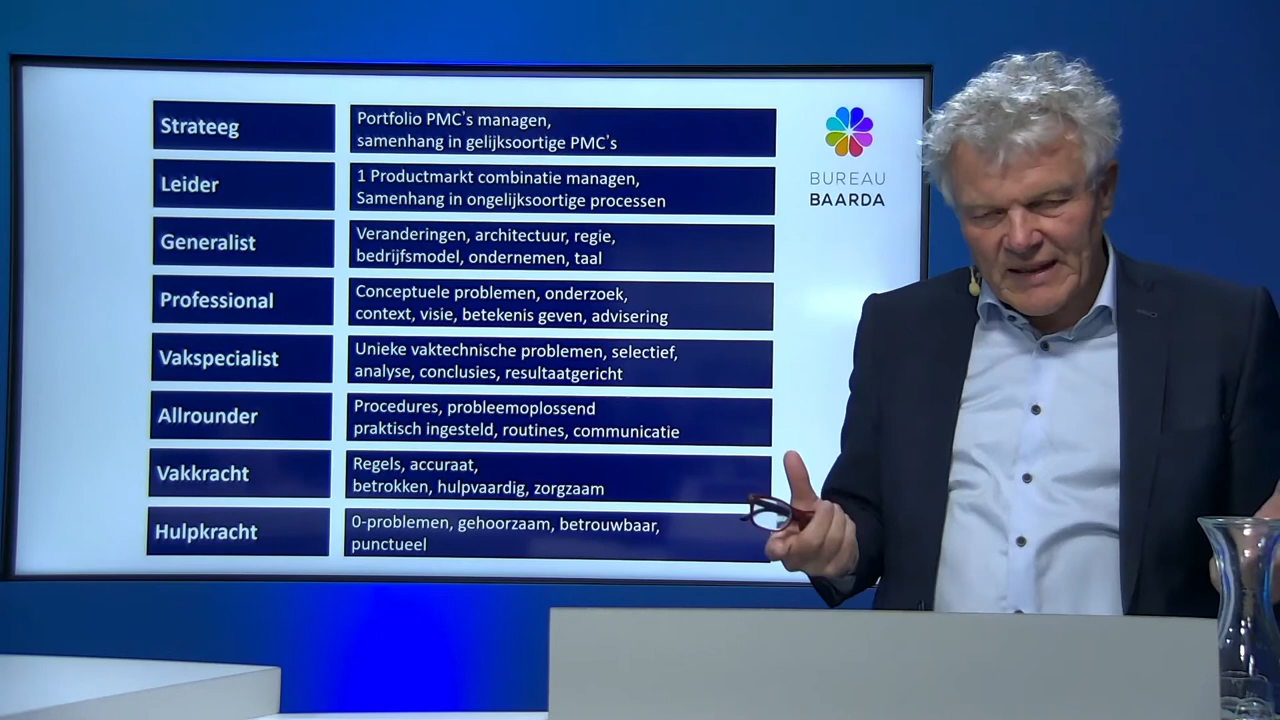 Strateeg
Portfolio PMC's managen,
samenhang in gelijksoortige PMC's
Leider
1 Productmarkt combinatie managen,
Samenhang in ongelijksoortige processen
Generalist
Veranderingen, architectuur, regie,
bedrijfsmodel, ondernemen, taal
Professional
Conceptuele problemen, onderzoek,
context, visie, betekenis geven, advisering
Vakspecialist
Unieke vaktechnische problemen, selectief,
analyse, conclusies, resultaatgericht
Allrounder
Procedures, probleemoplossend
praktisch ingesteld, routines, communicatie
Vakkracht
Regels, accuraat,
betrokken, hulpvaardig, zorgzaam
Hulpkracht
0-problemen, gehoorzaam, betrouwbaar,
punctueel
BUREAU
BAARDA